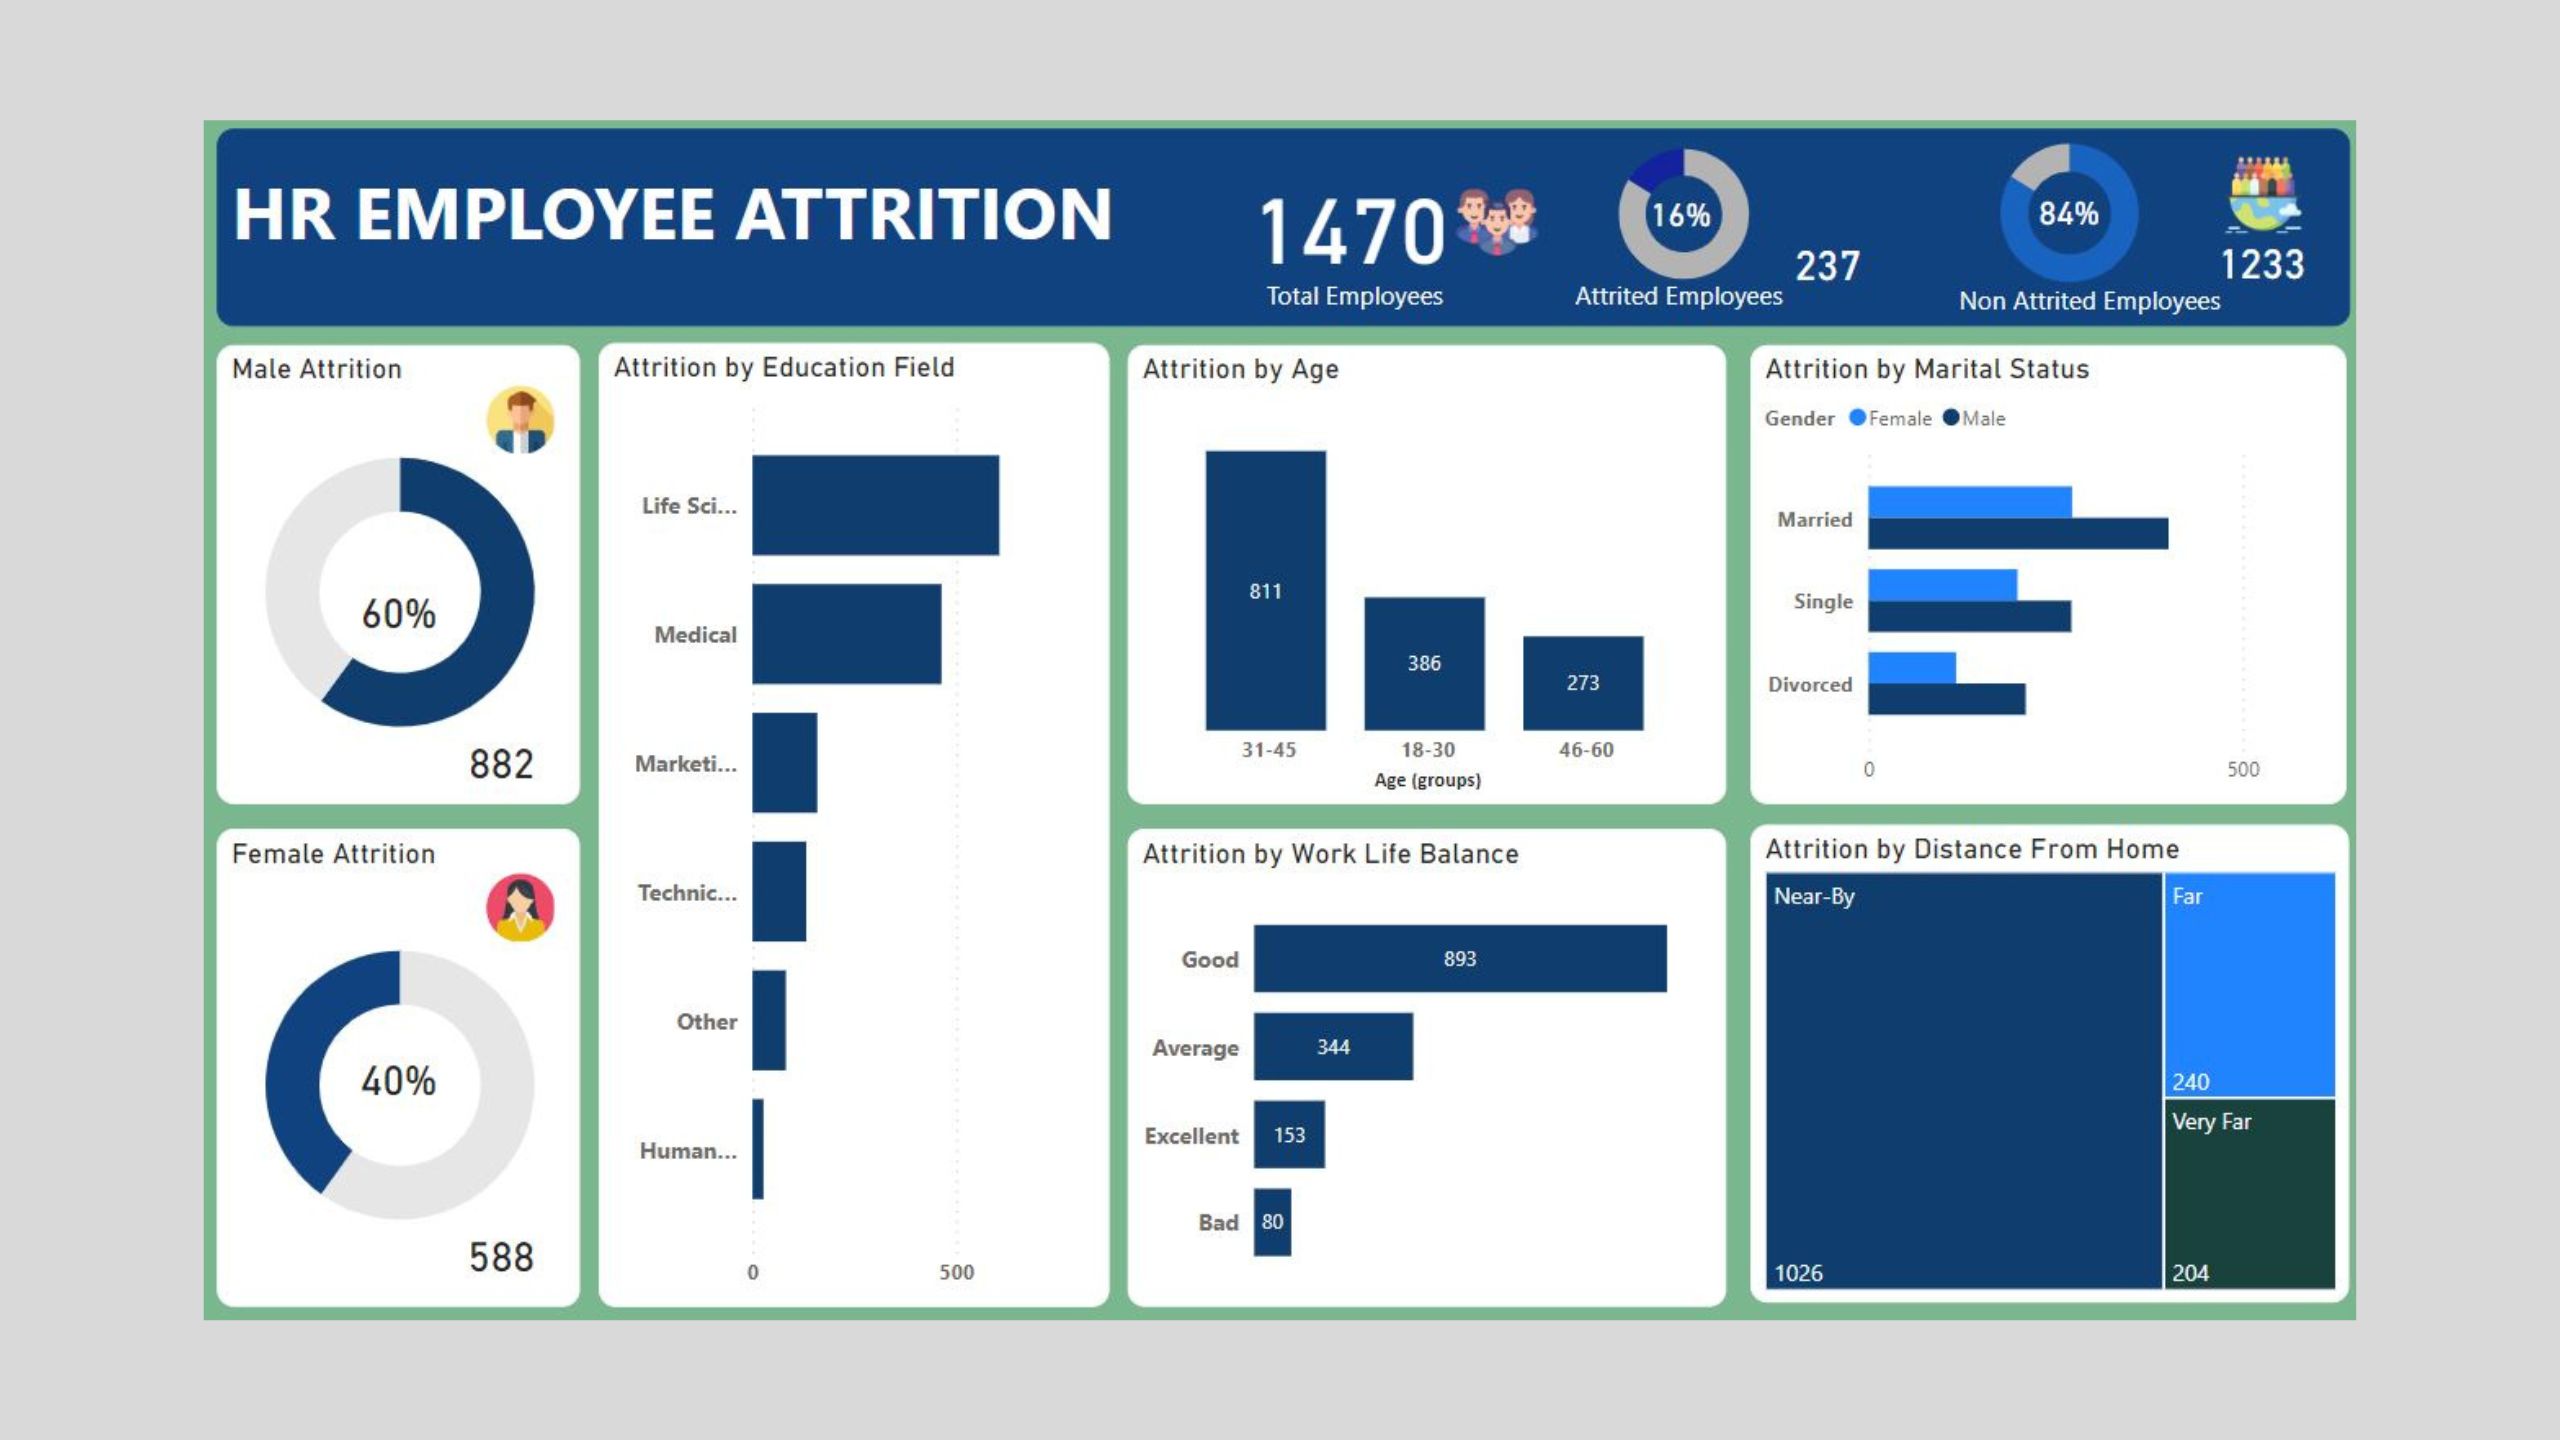 HR EMPLOYEE ATTRITION
1470
Total Employees
16%
Attrited Employees
237
84%
Non Attrited Employees
1233
Male Attrition
60%
882
Female Attrition
40%
588
Attrition by Education Field
Life Sci...
Medical
Marketi...
Technic...
Other
Human...
0 500
Attrition by Age
811
386
273
31-45 18-30 46-60
Age (groups)
Attrition by Work Life Balance
Good 893
Average 344
Excellent 153
Bad 80
Attrition by Marital Status
Gender Female Male
Married
Single
Divorced
0 500
Attrition by Distance From Home
Near-By
1026
Far
240
Very Far
204